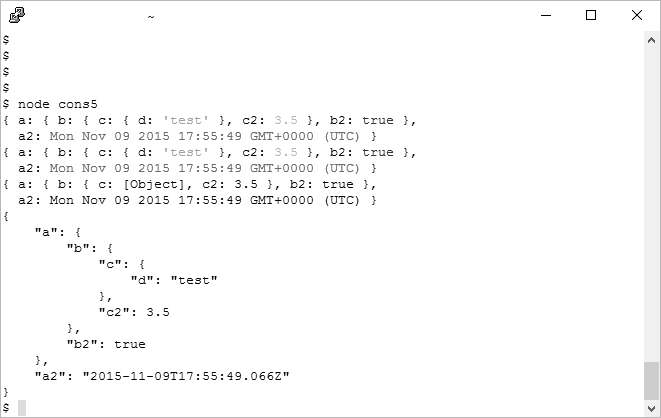 ~
$
$
$
$
$ node cons5
{ a: { b: { c: { d: 'test' }, c2: 3.5 }, b2: true },
  a2: Mon Nov 09 2015 17:55:49 GMT+0000 (UTC) }
{ a: { b: { c: { d: 'test' }, c2: 3.5 }, b2: true },
  a2: Mon Nov 09 2015 17:55:49 GMT+0000 (UTC) }
{ a: { b: { c: [Object], c2: 3.5 }, b2: true },
  a2: Mon Nov 09 2015 17:55:49 GMT+0000 (UTC) }
{
    "a": {
        "b": {
            "c": {
                "d": "test"
            },
            "c2": 3.5
        },
        "b2": true
    },
    "a2": "2015-11-09T17:55:49.066Z"
}
$